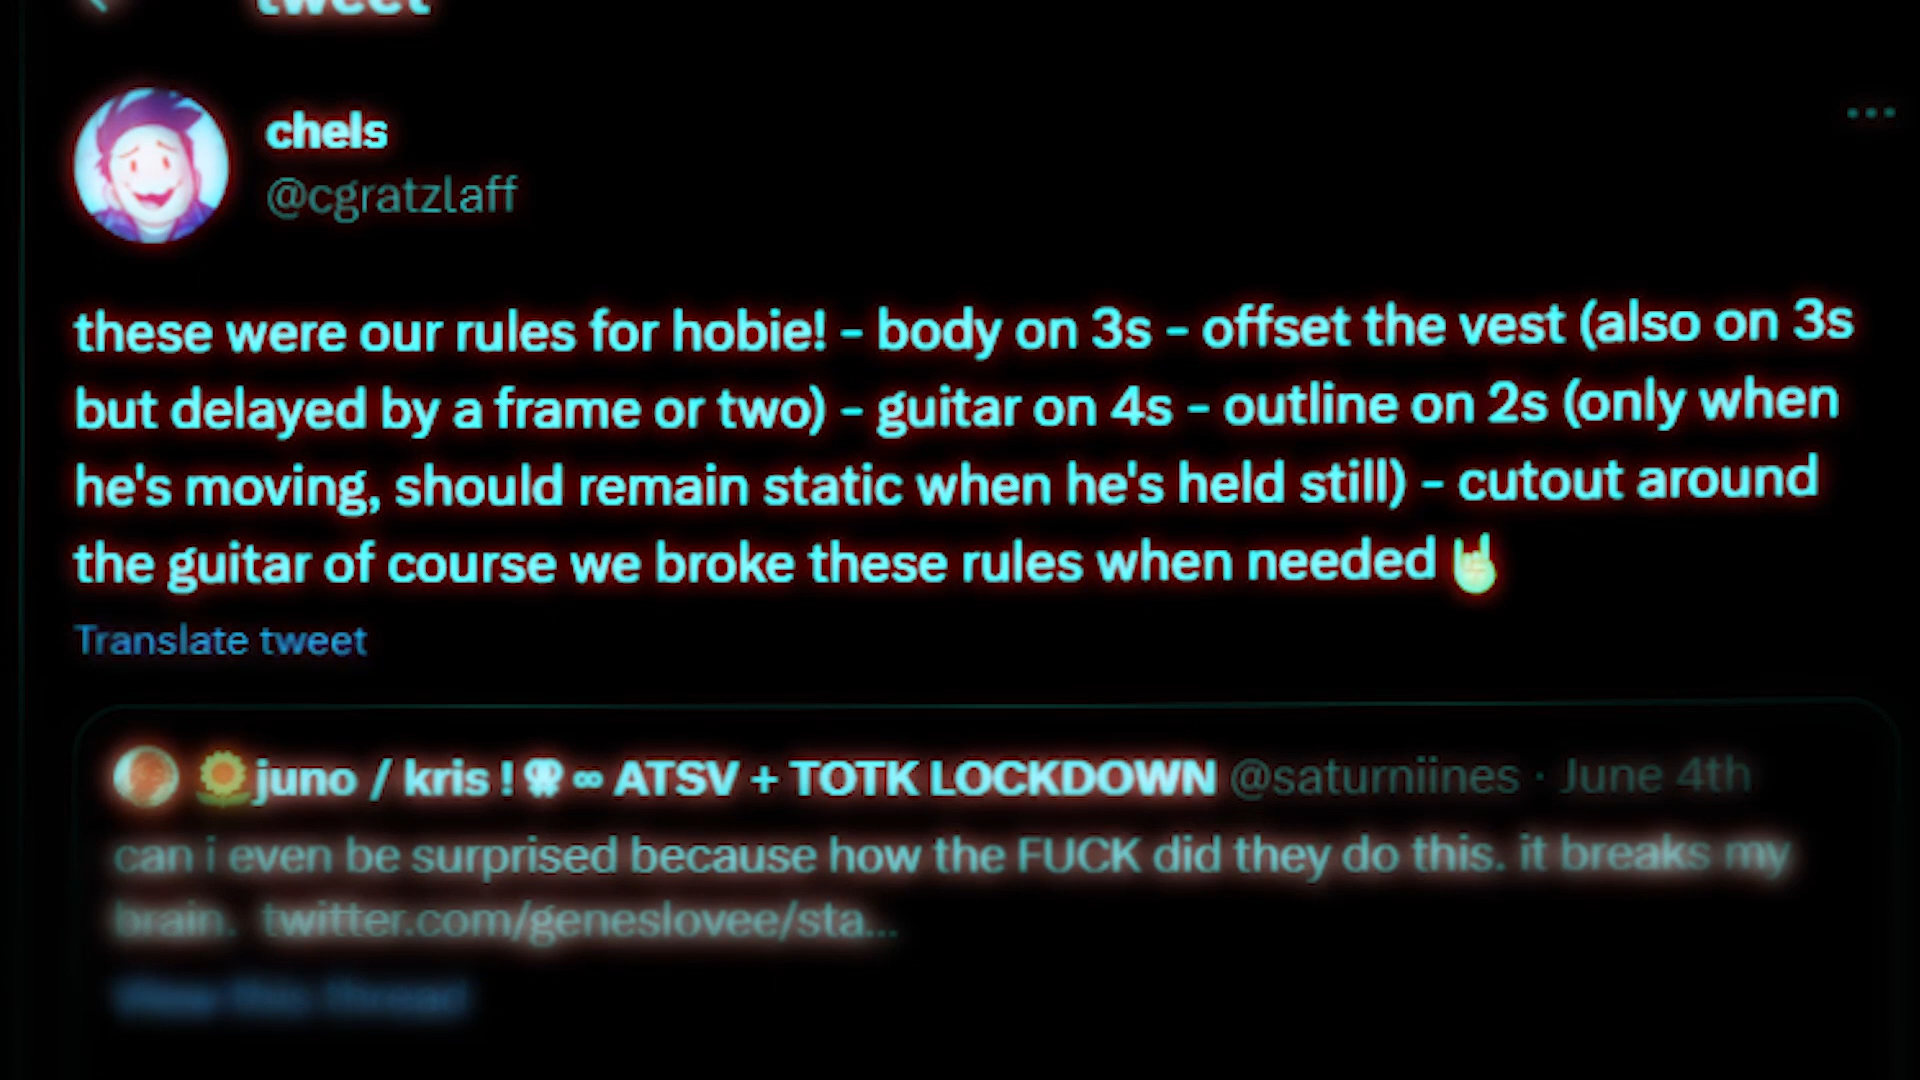 tweet
chels
@cgratzlaff
these were our rules for hobie! - body on 3s - offset the vest (also on 3s
but delayed by a frame or two) - guitar on 4s - outline on 2s (only when
he's moving, should remain static when he's held still) - cutout around
the guitar of course we broke these rules when needed 🤘
Translate tweet
🌻juno / kris ! ∞ ATSV + TOTK LOCKDOWN @saturniines · June 4th
can i even be surprised because how the FUCK did they do this. it breaks my
brain. twitter.com/geneslovee/sta...
View this thread